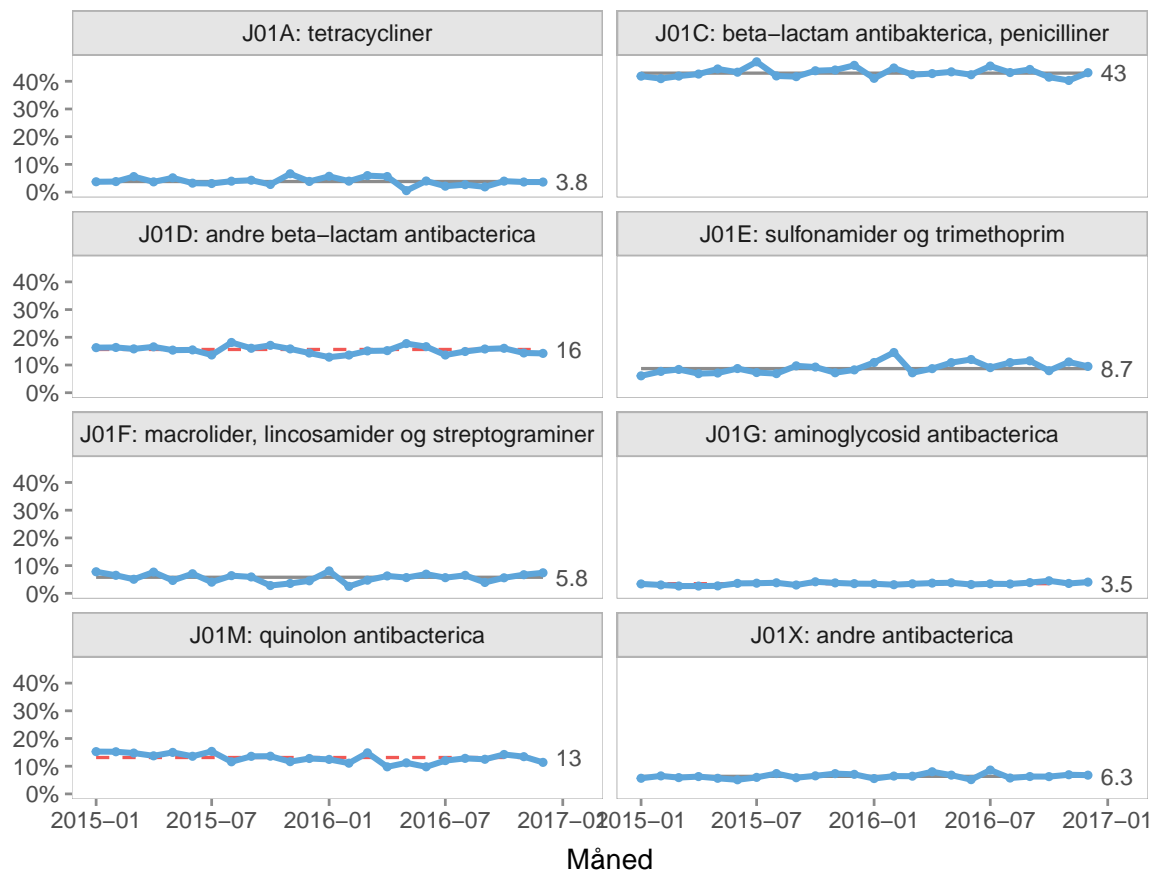 J01A: tetracycliner
J01C: beta−lactam antibakterica, penicilliner
40%
30%
20%
10%
0%
3.8
43
J01D: andre beta−lactam antibacterica
J01E: sulfonamider og trimethoprim
40%
30%
20%
10%
0%
16
8.7
J01F: macrolider, lincosamider og streptograminer
J01G: aminoglycosid antibacterica
40%
30%
20%
10%
0%
5.8
3.5
J01M: quinolon antibacterica
J01X: andre antibacterica
40%
30%
20%
10%
0%
13
6.3
2015−01 2015−07 2016−01 2016−07 2017−01 2015−01 2015−07 2016−01 2016−07 2017−01
Måned